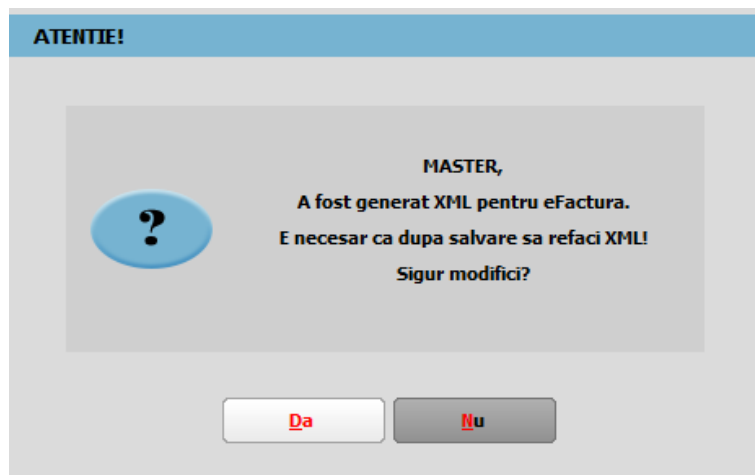 ATENTIE!
?
MASTER,
A fost generat XML pentru eFactura.
E necesar ca dupa salvare sa refaci XML!
Sigur modifici?
Da
Nu